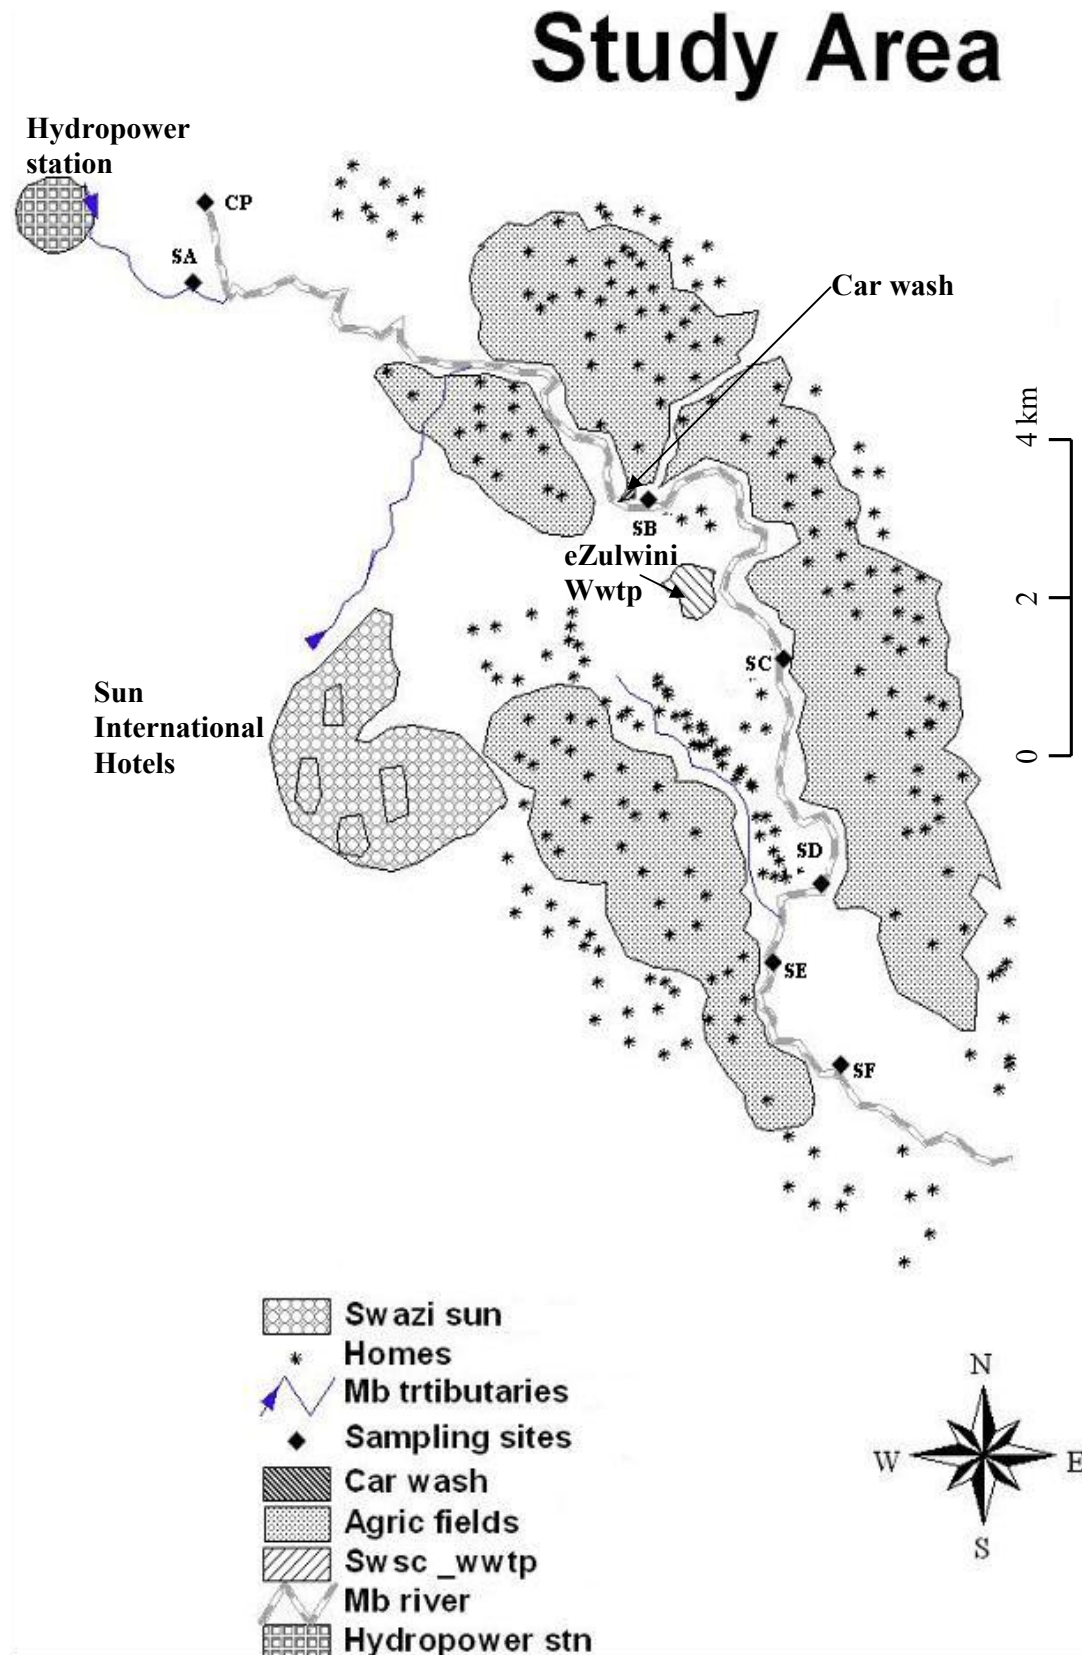 Study Area
Hydropower
station
CP
SA
Car wash
4 km
SB
eZulwini
Wwtp
2
SC
Sun
International
Hotels
0
SD
SE
SF
Swazi sun
Homes
Mb trtibutaries
Sampling sites
Car wash
Agric fields
Swsc _wwtp
Mb river
Hydropower stn
N
W
E
S